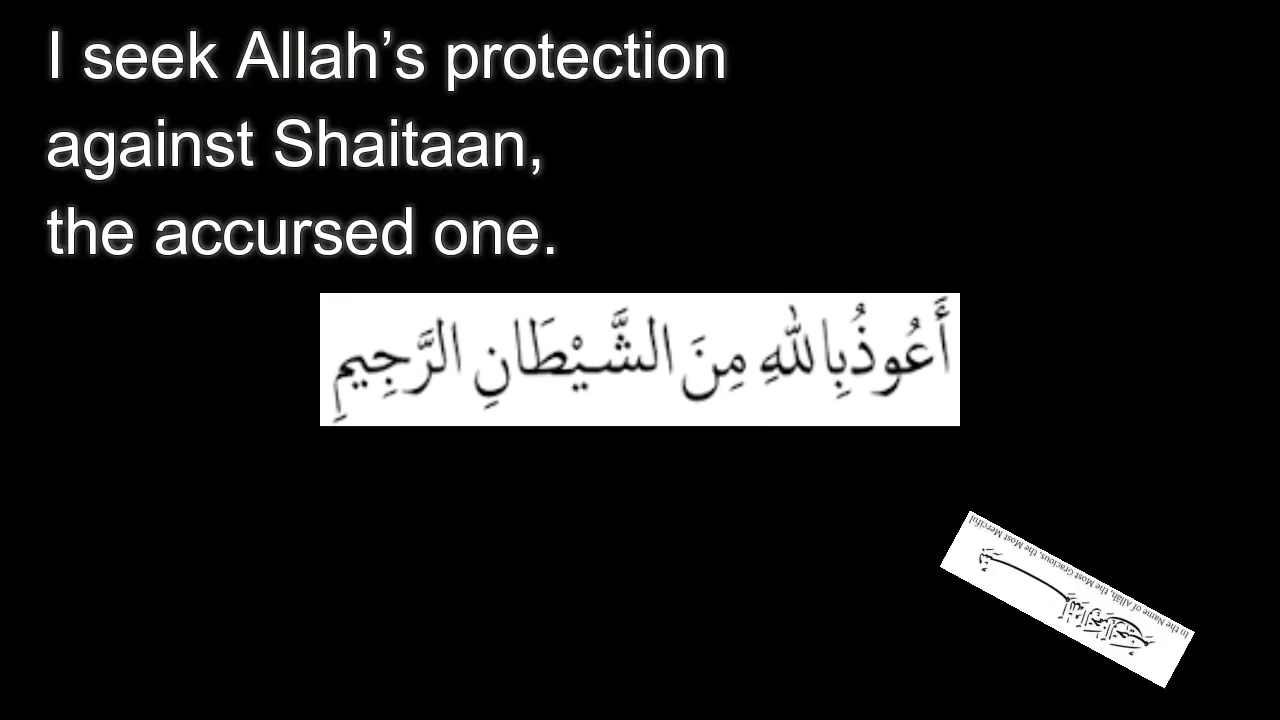 I seek Allah’s protection
against Shaitaan,
the accursed one.
أَعُوذُ بِاللهِ مِنَ الشَّيْطَانِ الرَّجِيمِ
In the Name of Allâh, the Most Gracious, the Most Merciful